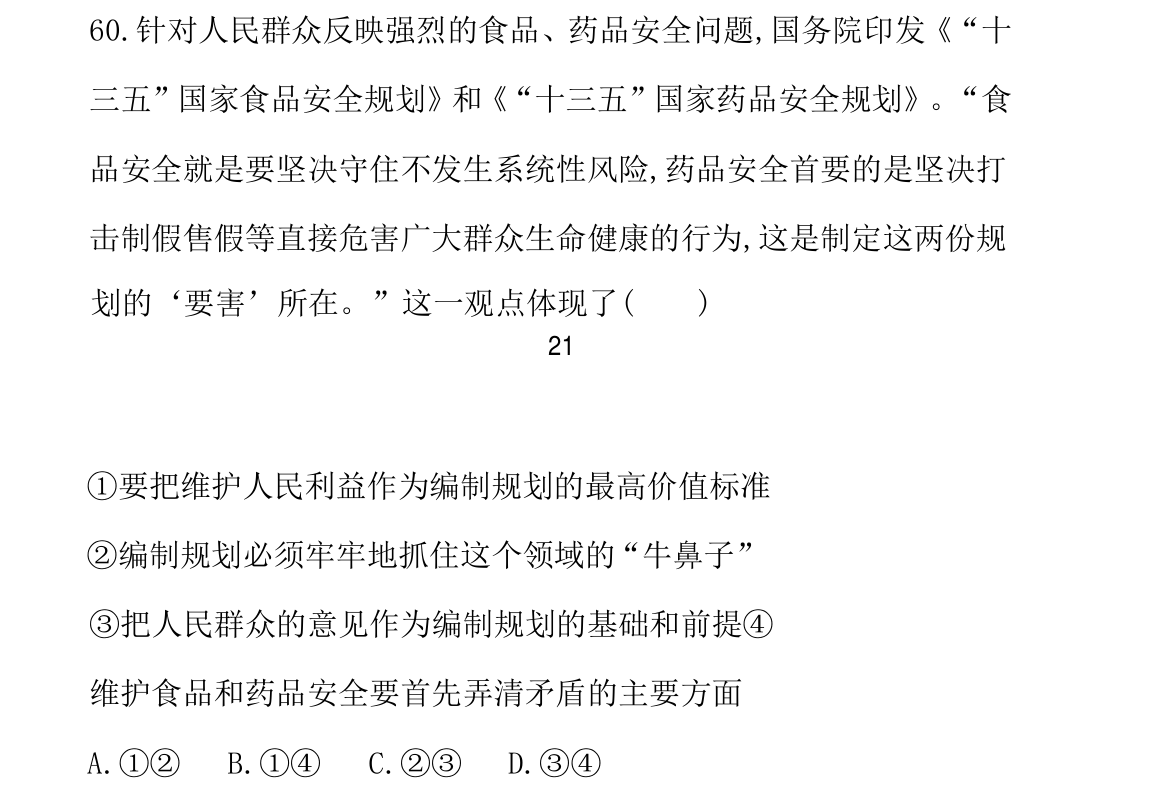 60.针对人民群众反映强烈的食品、药品安全问题,国务院印发《“十
三五”国家食品安全规划》和《“十三五”国家药品安全规划》。“食
品安全就是要坚决守住不发生系统性风险,药品安全首要的是坚决打
击制假售假等直接危害广大群众生命健康的行为,这是制定这两份规
划的‘要害’所在。”这一观点体现了(  )
21
①要把维护人民利益作为编制规划的最高价值标准
②编制规划必须牢牢地抓住这个领域的“牛鼻子”
③把人民群众的意见作为编制规划的基础和前提④
维护食品和药品安全要首先弄清矛盾的主要方面
A.①② B.①④ C.②③ D.③④